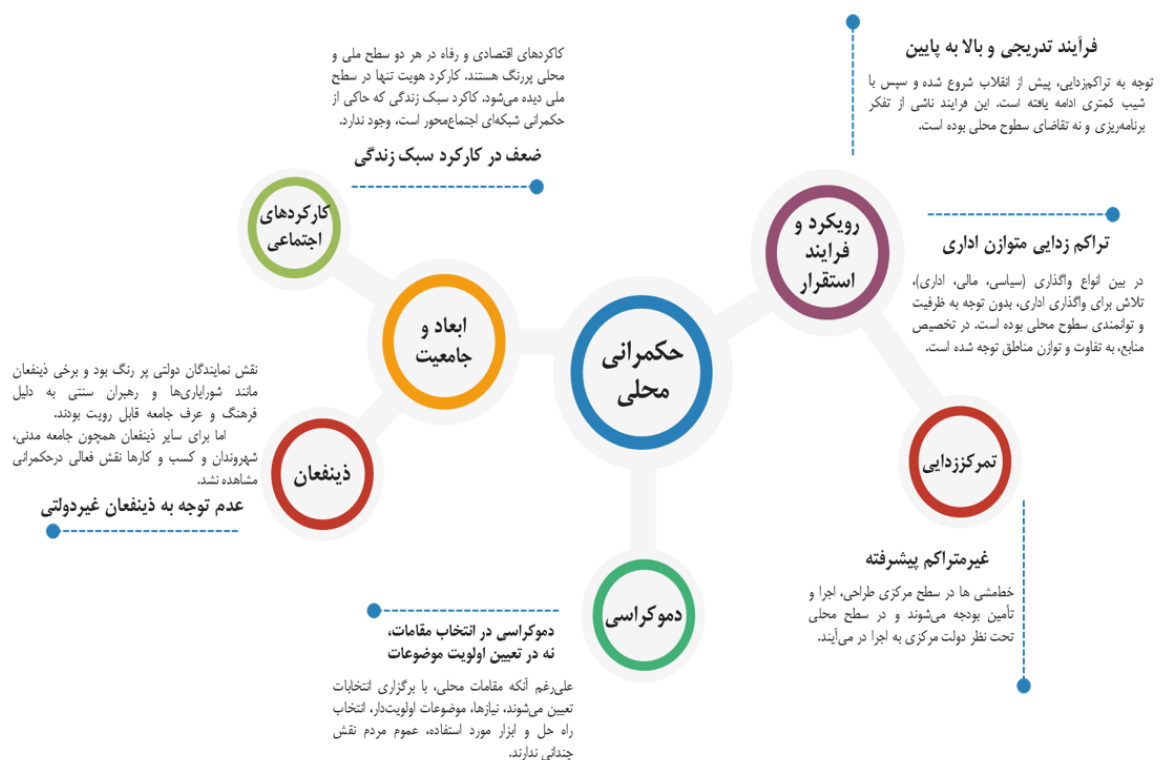 فرآیند تدریجی و بالا به پایین
توجه به تراکم‌زدایی، پیش از انقلاب شروع شده و سپس با
شیب کمتری ادامه یافته است. این فرایند ناشی از تفکر
برنامه‌ریزی و نه تقاضای سطوح محلی بوده است.
رویکرد و
فرایند
استقرار
تراکم زدایی متوازن اداری
در بین انواع واگذاری (سیاسی، مالی، اداری)،
تلاش برای واگذاری اداری، بدون توجه به ظرفیت
و توانمندی سطوح محلی بوده است. در تخصیص
منابع، به تفاوت و توازن مناطق توجه شده است.
تمرکززدایی
غیرمتراکم پیشرفته
خطمشی ها در سطح مرکزی طراحی، اجرا و
تأمین بودجه می‌شوند و در سطح محلی
تحت نظر دولت مرکزی به اجرا در می‌آیند.
حکمرانی
محلی
کاکردهای اقتصادی و رفاه در هر دو سطح ملی و
محلی پررنگ هستند. کارکرد هویت تنها در سطح
ملی دیده می‌شود. کاکرد سبک زندگی که حاکی از
حکمرانی شبکه‌ای اجتماع‌محور است، وجود ندارد.
ضعف در کارکرد سبک زندگی
کارکردهای
اجتماعی
ابعاد و
جامعیت
ذینفعان
نقش نمایندگان دولتی پر رنگ بود و برخی ذینفعان
مانند شورایاری‌ها و رهبران سنتی به دلیل
فرهنگ و عرف جامعه قابل رویت بودند.
اما برای سایر ذینفعان همچون جامعه مدنی،
شهروندان و کسب و کارها نقش فعالی درحکمرانی
مشاهده نشد.
عدم توجه به ذینفعان غیردولتی
دموکراسی
دموکراسی در انتخاب مقامات،
نه در تعیین اولویت موضوعات
علی‌رغم آنکه مقامات محلی، با برگزاری انتخابات
تعیین می‌شوند، نیازها، موضوعات اولویت‌دار، انتخاب
راه حل و ابزار مورد استفاده، عموم مردم نقش
چندانی ندارند.